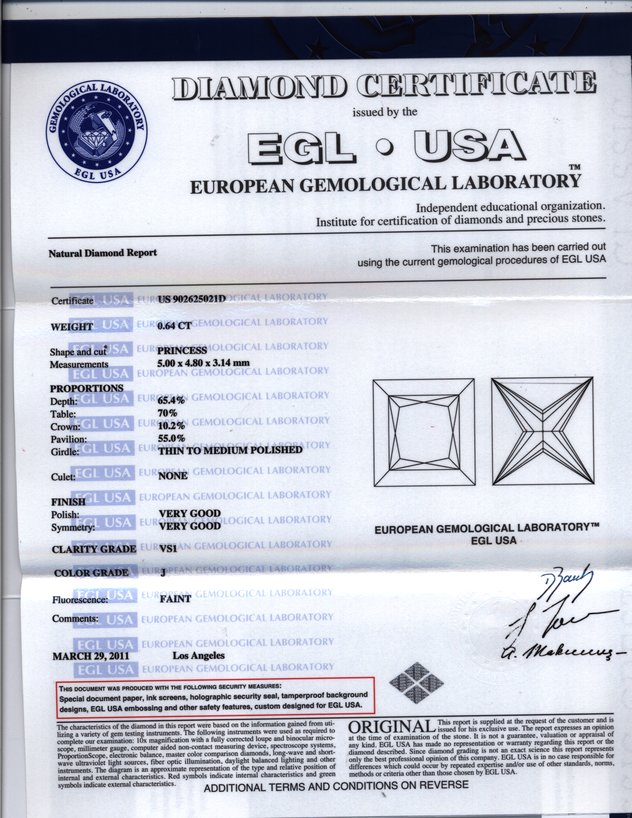 GEMOLOGICAL LABORATORY
EGL USA
DIAMOND CERTIFICATE
issued by the
EGL • USA
EUROPEAN GEMOLOGICAL LABORATORY™
Independent educational organization.
Institute for certification of diamonds and precious stones.
Natural Diamond Report
This examination has been carried out
using the current gemological procedures of EGL USA
Certificate US 902625021D
WEIGHT 0.64 CT
Shape and cut PRINCESS
Measurements 5.00 x 4.80 x 3.14 mm
PROPORTIONS
Depth: 65.4%
Table: 70%
Crown: 10.2%
Pavilion: 55.0%
Girdle: THIN TO MEDIUM POLISHED
Culet: NONE
FINISH
Polish: VERY GOOD
Symmetry: VERY GOOD
CLARITY GRADE VS1
COLOR GRADE J
Fluorescence: FAINT
Comments:
MARCH 29, 2011 Los Angeles
EUROPEAN GEMOLOGICAL LABORATORY™
EGL USA
THIS DOCUMENT WAS PRODUCED WITH THE FOLLOWING SECURITY MEASURES:
Special document paper, ink screens, holographic security seal, tamperproof background
designs, EGL USA embossing and other safety features, custom designed for EGL USA.
The characteristics of the diamond in this report were based on the information gained from uti-
lizing a variety of gem testing instruments. The following instruments were used as required to
complete our examination: 10x magnification with a fully corrected loupe and binocular micro-
scope, millimeter gauge, computer aided non-contact measuring device, spectroscope systems,
ProportionScope, electronic balance, master color comparison diamonds, long-wave and short-
wave ultraviolet light sources, fiber optic illumination, daylight balanced lighting and other
instruments. The diagram is an approximate representation of the type and relative position of
internal and external characteristics. Red symbols indicate internal characteristics and green
symbols indicate external characteristics.
ORIGINAL This report is supplied at the request of the customer and is
issued for his exclusive use. The report expresses an opinion
at the time of examination of the stone. It is not a guarantee, valuation or appraisal of
any kind. EGL USA has made no representation or warranty regarding this report or the
diamond described. Since diamond grading is not an exact science this report represents
only the best professional opinion of this company. EGL USA is in no case responsible for
differences which could occur by repeated expertise and/or use of other standards, norms,
methods or criteria other than those chosen by EGL USA.
ADDITIONAL TERMS AND CONDITIONS ON REVERSE